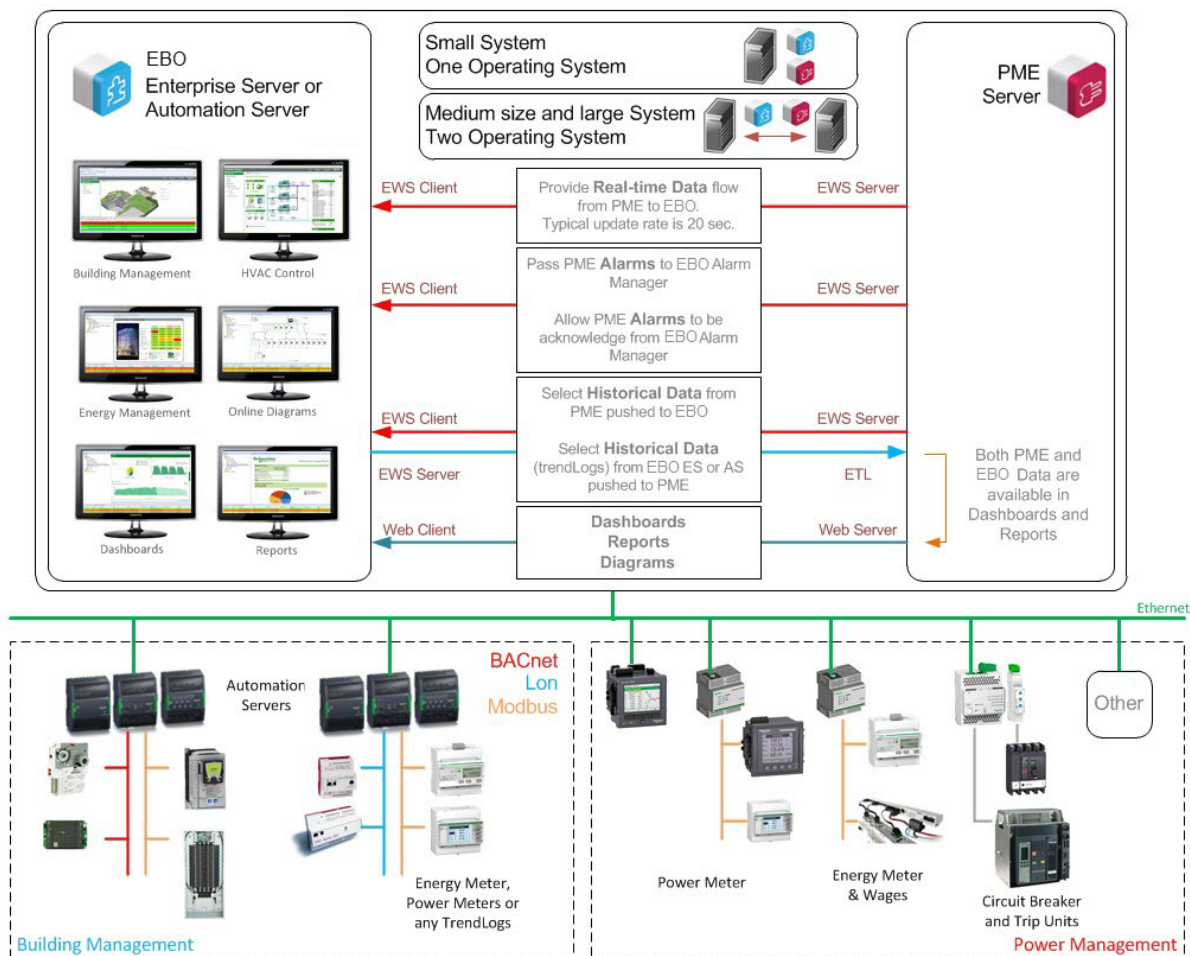 EBO
Enterprise Server or
Automation Server
Small System
One Operating System
Medium size and large System
Two Operating System
PME
Server
Building Management
HVAC Control
Energy Management
Online Diagrams
Dashboards
Reports
EWS Client
Provide Real-time Data flow
from PME to EBO.
Typical update rate is 20 sec.
EWS Server
EWS Client
Pass PME Alarms to EBO Alarm
Manager
Allow PME Alarms to be
acknowledge from EBO Alarm
Manager
EWS Server
EWS Client
Select Historical Data from
PME pushed to EBO
EWS Server
EWS Server
Select Historical Data
(trendLogs) from EBO ES or AS
pushed to PME
ETL
Both PME and
EBO Data are
available in
Dashboards and
Reports
Web Client
Dashboards
Reports
Diagrams
Web Server
Ethernet
Automation
Servers
BACnet
Lon
Modbus
Other
Energy Meter,
Power Meters or
any TrendLogs
Building Management
Power Meter
Energy Meter
& Wages
Circuit Breaker
and Trip Units
Power Management